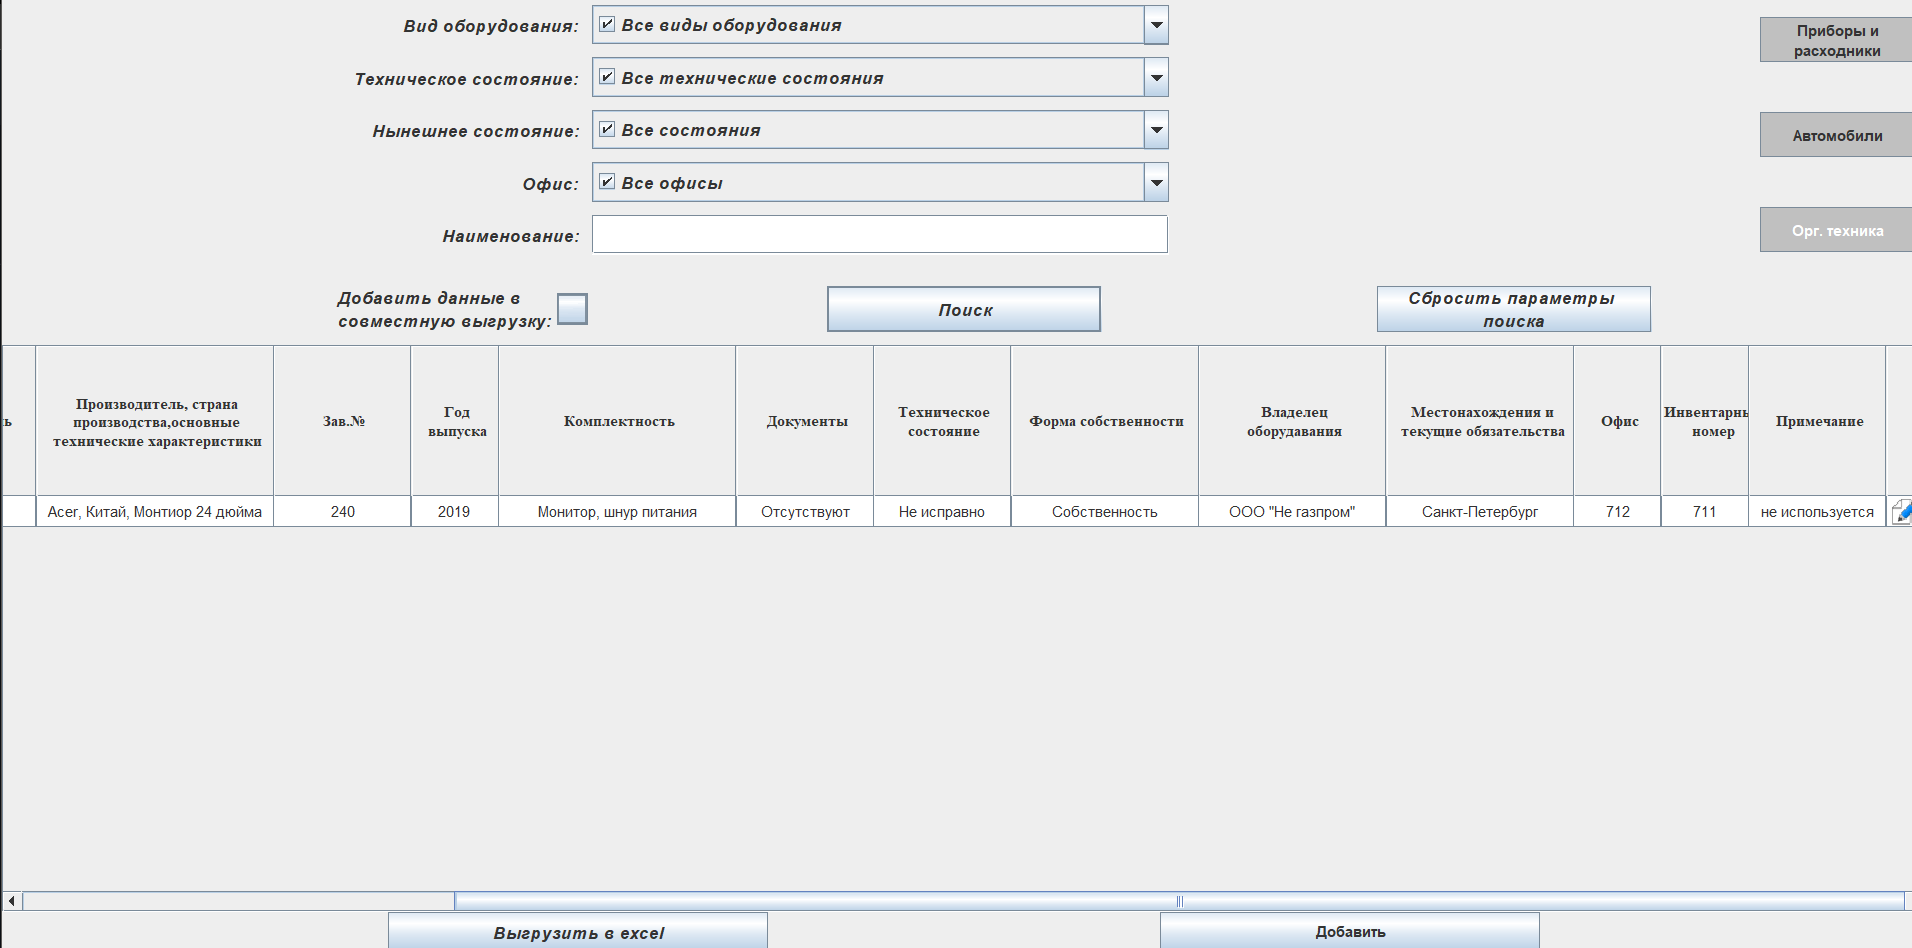 Вид оборудования:
Все виды оборудования
Приборы и
расходники
Техническое состояние:
Все технические состояния
Нынешнее состояние:
Все состояния
Автомобили
Офис:
Все офисы
Наименование:
Орг. техника
Добавить данные в
совместную выгрузку:
Поиск
Сбросить параметры
поиска
ь
Производитель, страна
производства,основные
технические характеристики
Зав.№
Год
выпуска
Комплектность
Документы
Техническое
состояние
Форма собственности
Владелец
оборудавания
Местонахождения и
текущие обязательства
Офис
Инвентарны
номер
Примечание
Acer, Китай, Монтиор 24 дюйма
240
2019
Монитор, шнур питания
Отсутствуют
Не исправно
Собственность
ООО "Не газпром"
Санкт-Петербург
712
711
не используется
Выгрузить в excel
Добавить